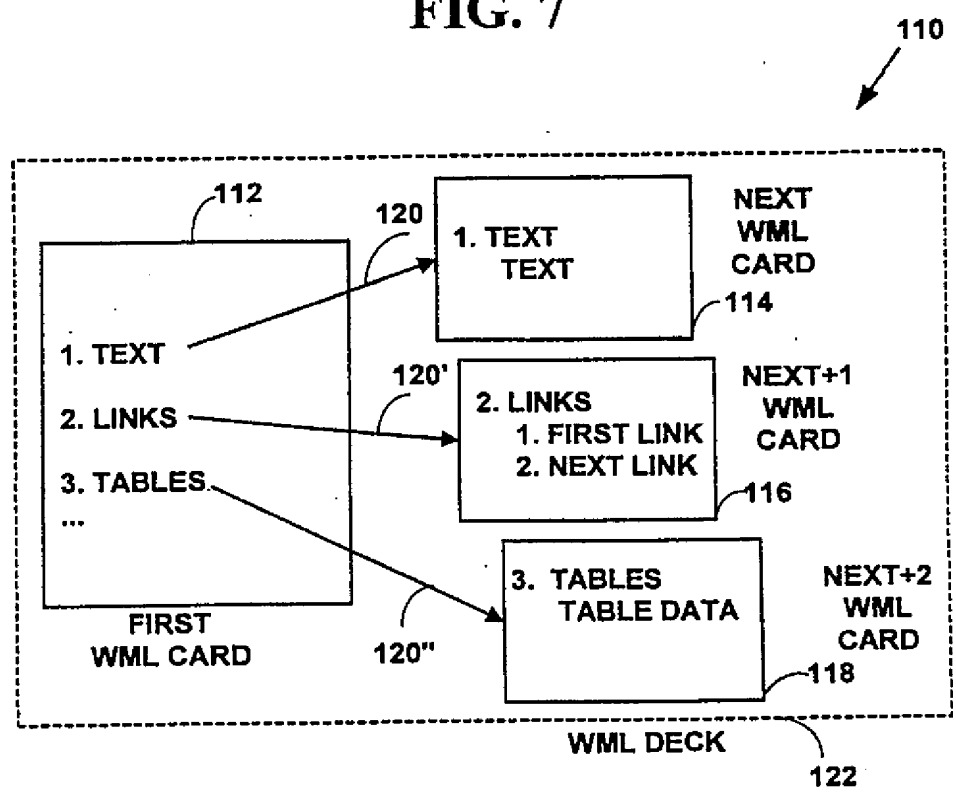 FIG. 7
110
112
1. TEXT
2. LINKS
3. TABLES
...
FIRST
WML CARD
120
120'
120"
1. TEXT
TEXT
114
NEXT
WML
CARD
2. LINKS
1. FIRST LINK
2. NEXT LINK
116
NEXT+1
WML
CARD
3. TABLES
TABLE DATA
118
NEXT+2
WML
CARD
WML DECK
122